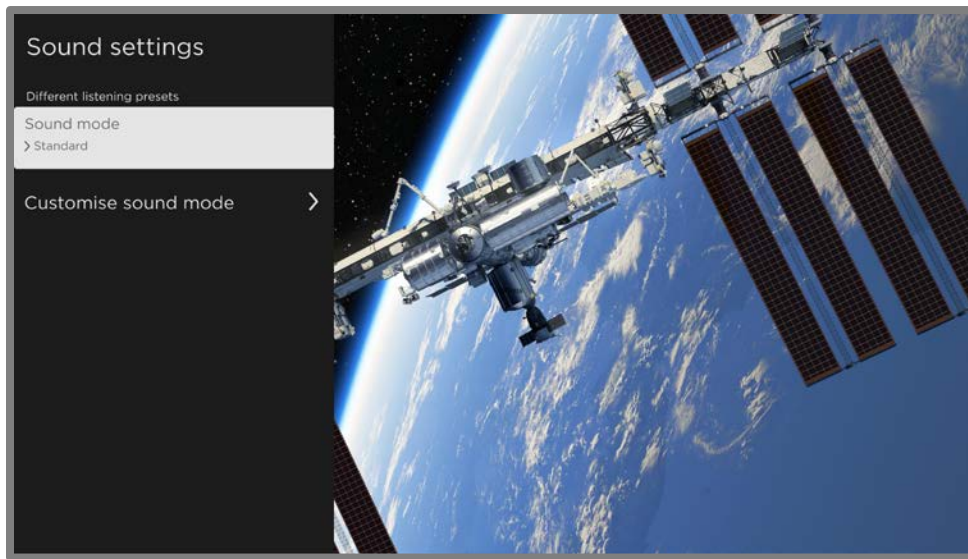 Sound settings
Different listening presets
Sound mode
Standard
Customise sound mode